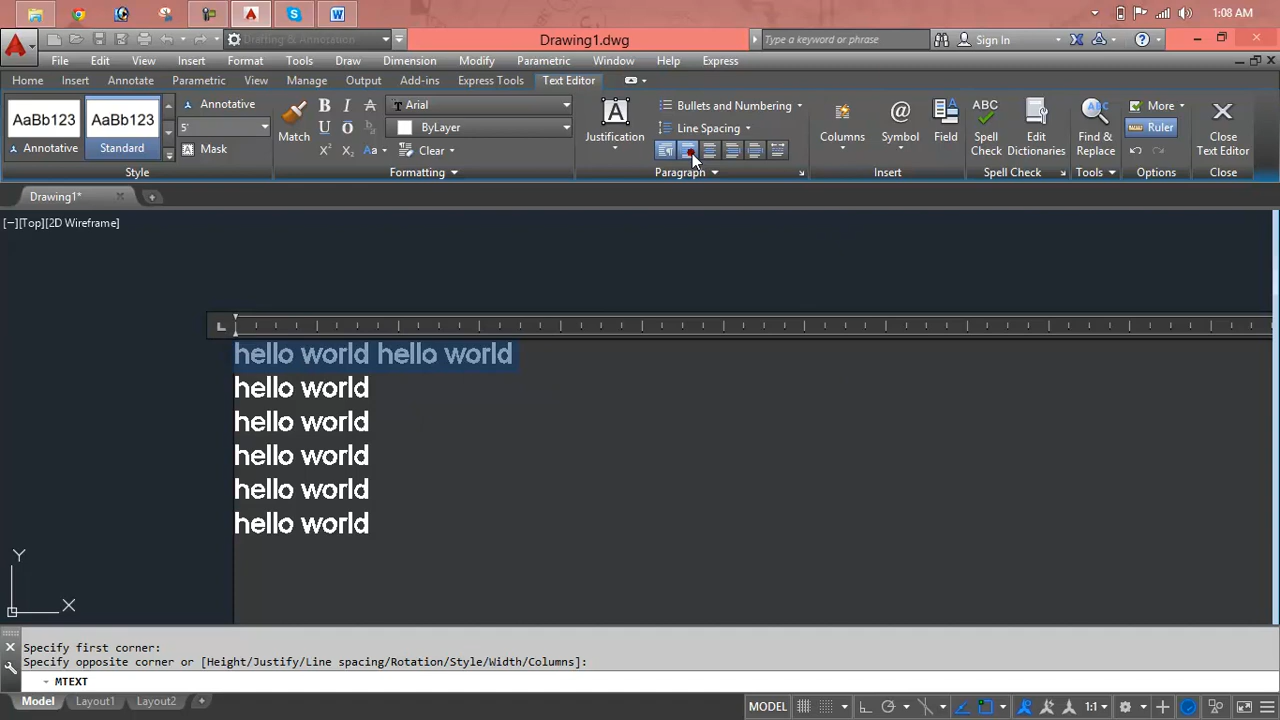 1:08 AM
Drafting & Annotation
Drawing1.dwg
Type a keyword or phrase
Sign In
File Edit View Insert Format Tools Draw Dimension Modify Parametric Window Help Express
Home Insert Annotate Parametric View Manage Output Add-ins Express Tools Text Editor
AaBb123 AaBb123 Annotative B I A Arial A Bullets and Numbering @ ABC More
5' U O ByLayer Line Spacing Ruler
Annotative Standard Mask Match Aa Clear Justification Columns Symbol Field Spell Check Edit Dictionaries Find & Replace Close Text Editor
Style Formatting Paragraph Insert Spell Check Tools Options Close
Drawing1*
[−][Top][2D Wireframe]
hello world hello world
hello world
hello world
hello world
hello world
hello world
Y
X
Specify first corner:
Specify opposite corner or [Height/Justify/Line spacing/Rotation/Style/Width/Columns]:
MTEXT
Model Layout1 Layout2 + MODEL 1:1